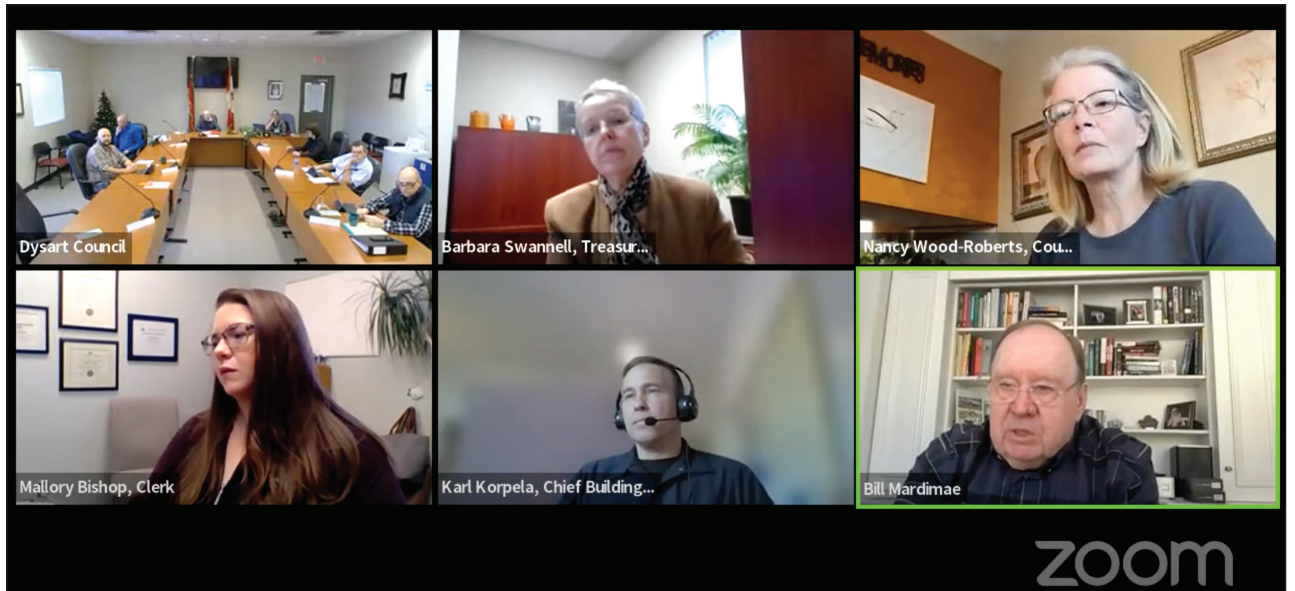 Dysart Council
Barbara Swannell, Treasur...
Nancy Wood-Roberts, Cou...
Mallory Bishop, Clerk
Karl Korpela, Chief Building...
Bill Mardimae
zoom